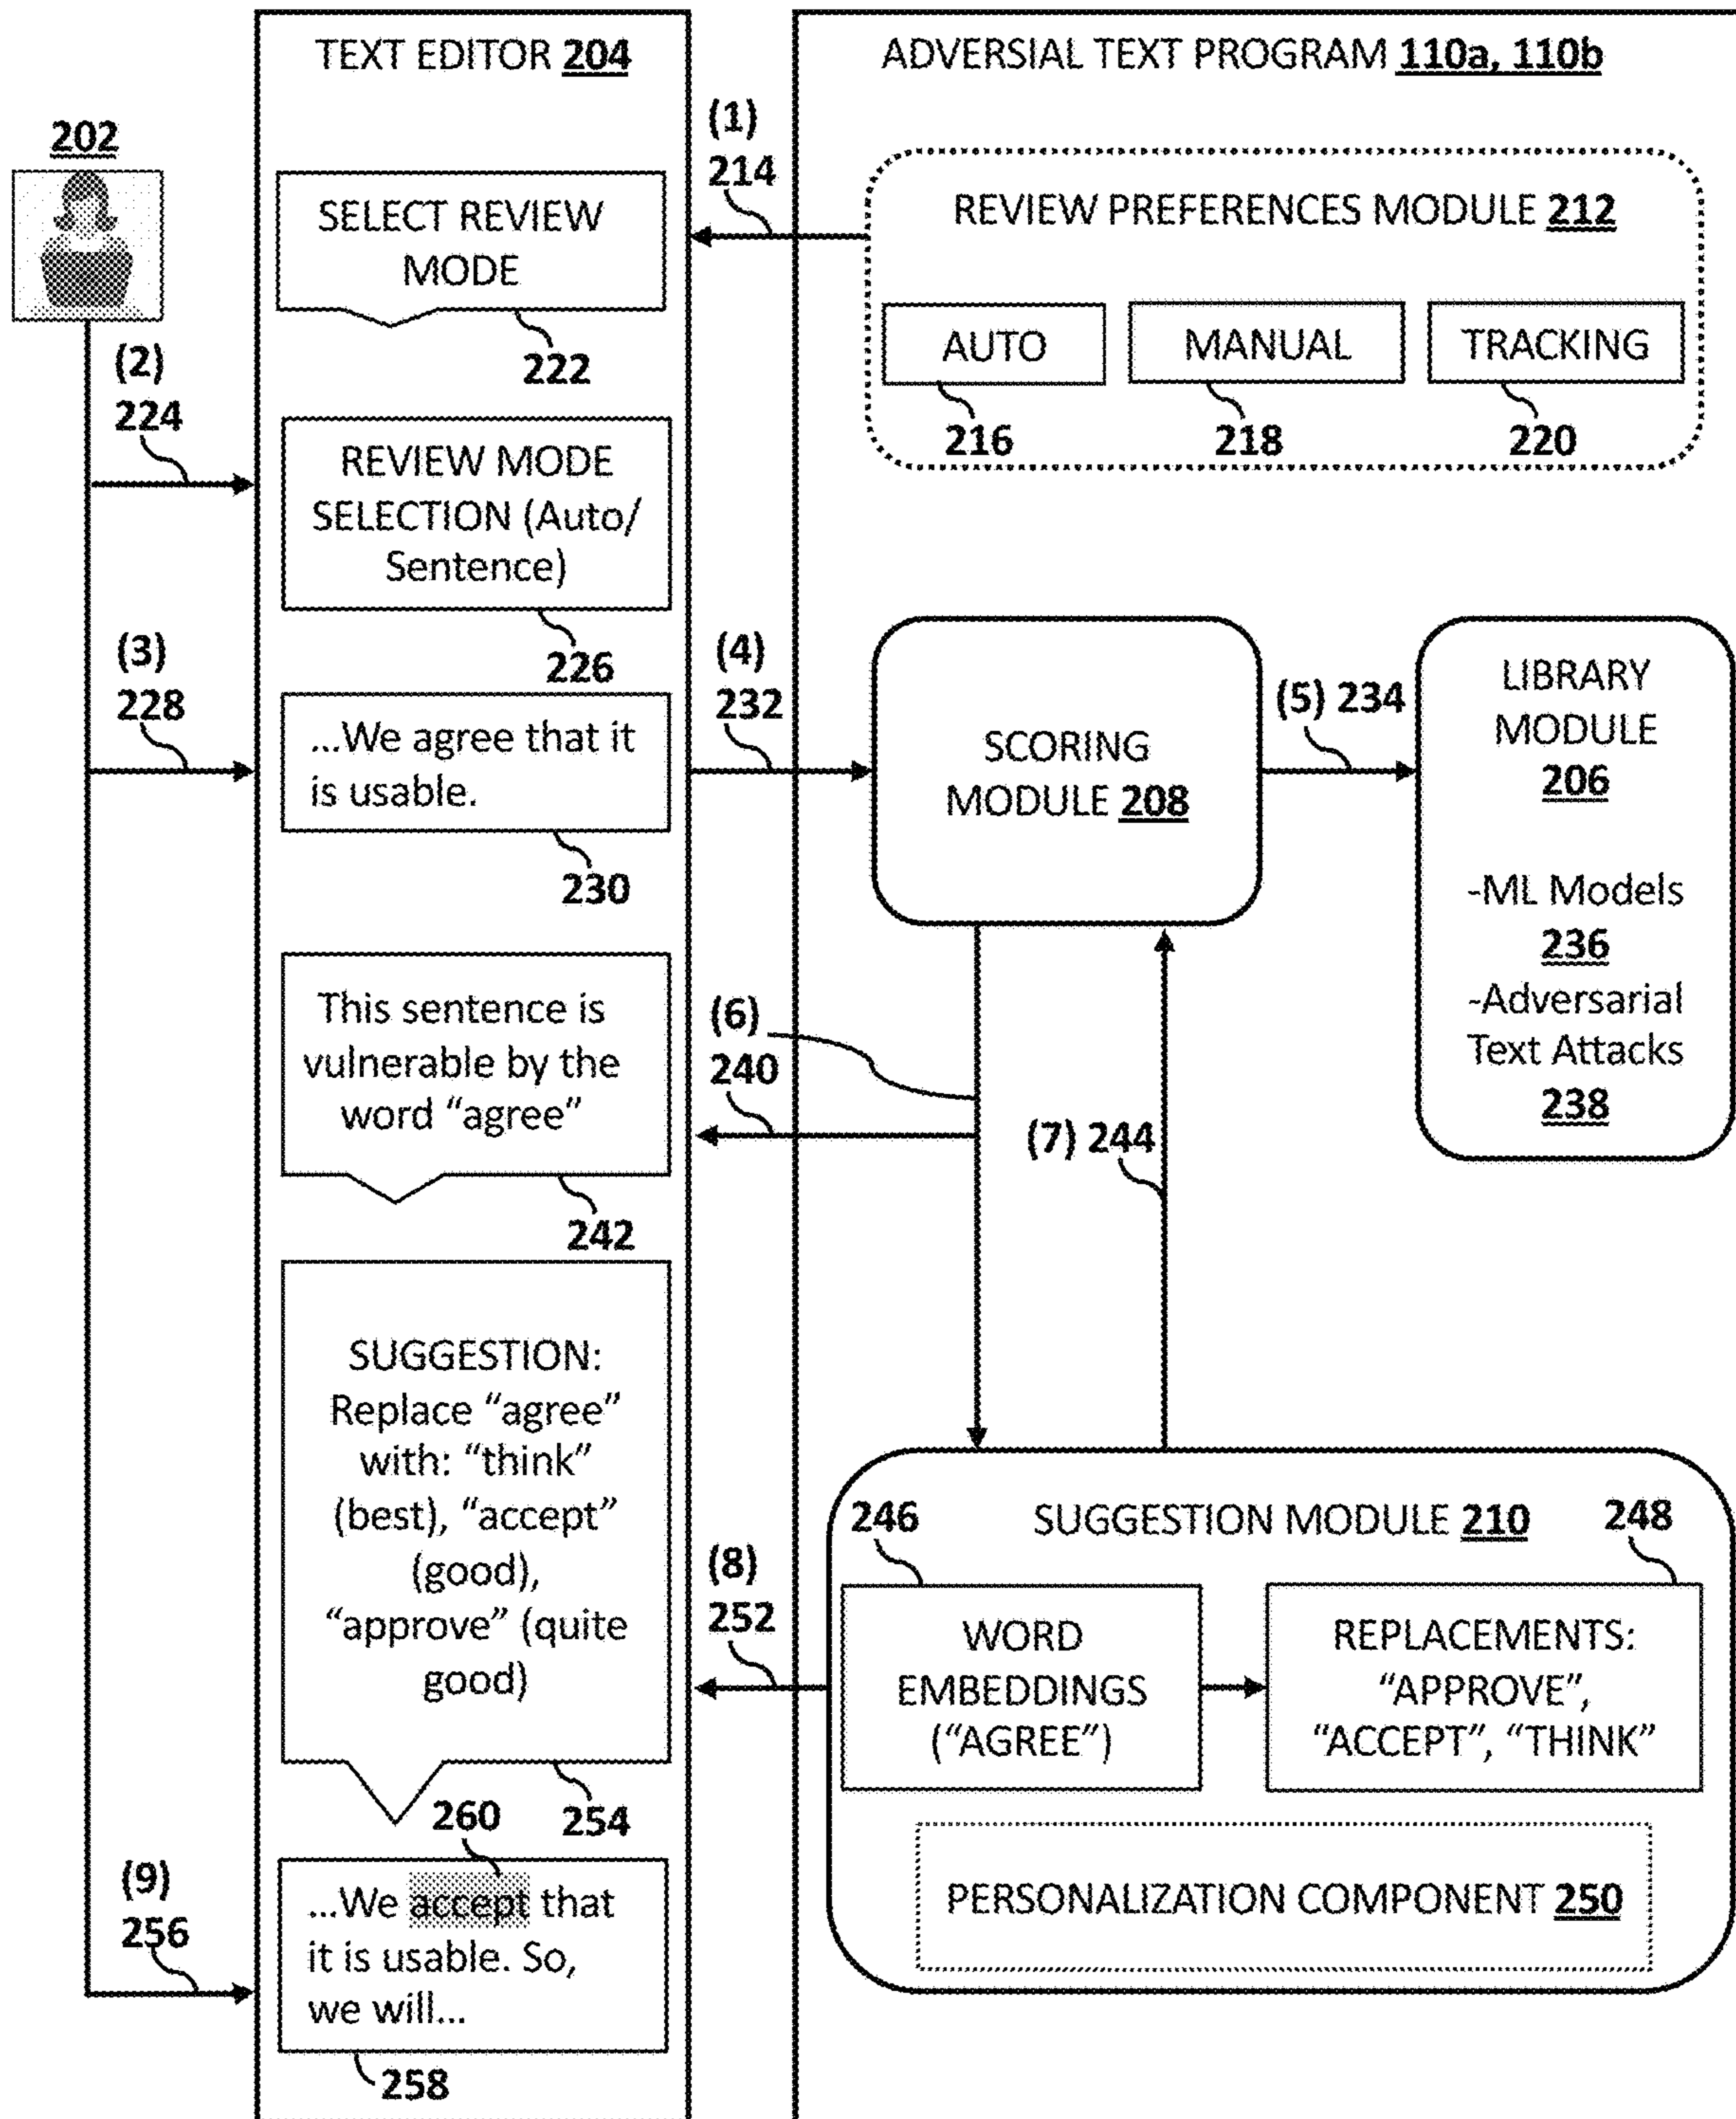 TEXT EDITOR 204
ADVERSIAL TEXT PROGRAM 110a, 110b
202
(1)
214
SELECT REVIEW
MODE
222
REVIEW PREFERENCES MODULE 212
AUTO
MANUAL
TRACKING
216
218
220
(2)
224
REVIEW MODE
SELECTION (Auto/
Sentence)
226
(3)
228
...We agree that it
is usable.
230
(4)
232
SCORING
MODULE 208
(5) 234
LIBRARY
MODULE
206
-ML Models
236
-Adversarial
Text Attacks
238
This sentence is
vulnerable by the
word “agree”
242
(6)
240
(7) 244
SUGGESTION:
Replace “agree”
with: “think”
(best), “accept”
(good),
“approve” (quite
good)
254
(8)
252
246
SUGGESTION MODULE 210
248
WORD
EMBEDDINGS
(“AGREE”)
REPLACEMENTS:
“APPROVE”,
“ACCEPT”, “THINK”
PERSONALIZATION COMPONENT 250
260
(9)
256
...We accept that
it is usable. So,
we will...
258